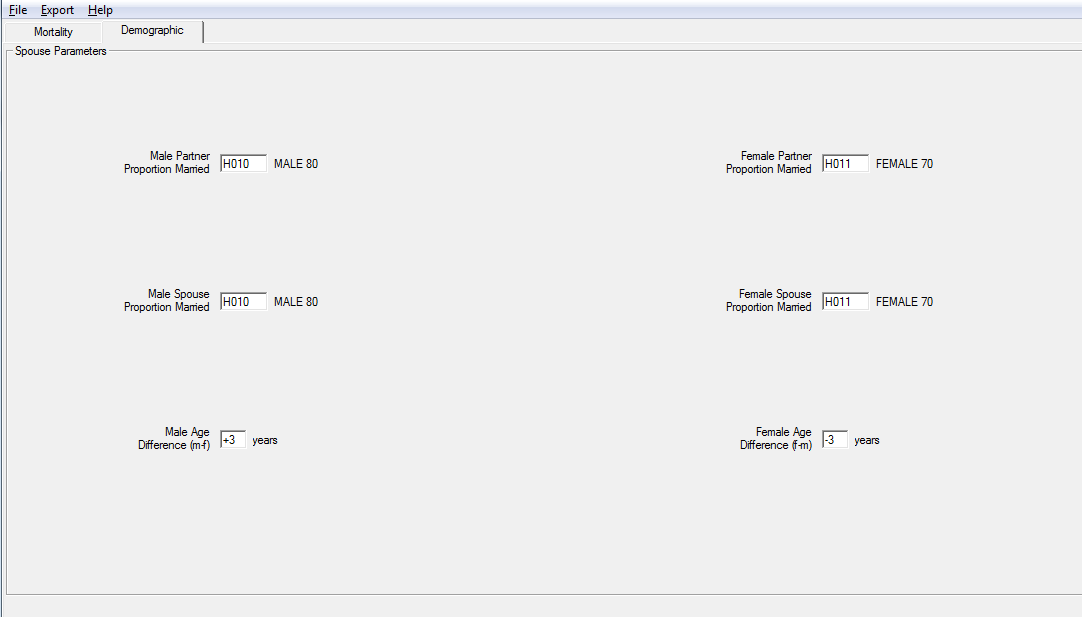 File Export Help
Mortality Demographic
Spouse Parameters
Male Partner
Proportion Married H010 MALE 80
Female Partner
Proportion Married H011 FEMALE 70
Male Spouse
Proportion Married H010 MALE 80
Female Spouse
Proportion Married H011 FEMALE 70
Male Age
Difference (m-f) +3 years
Female Age
Difference (f-m) -3 years